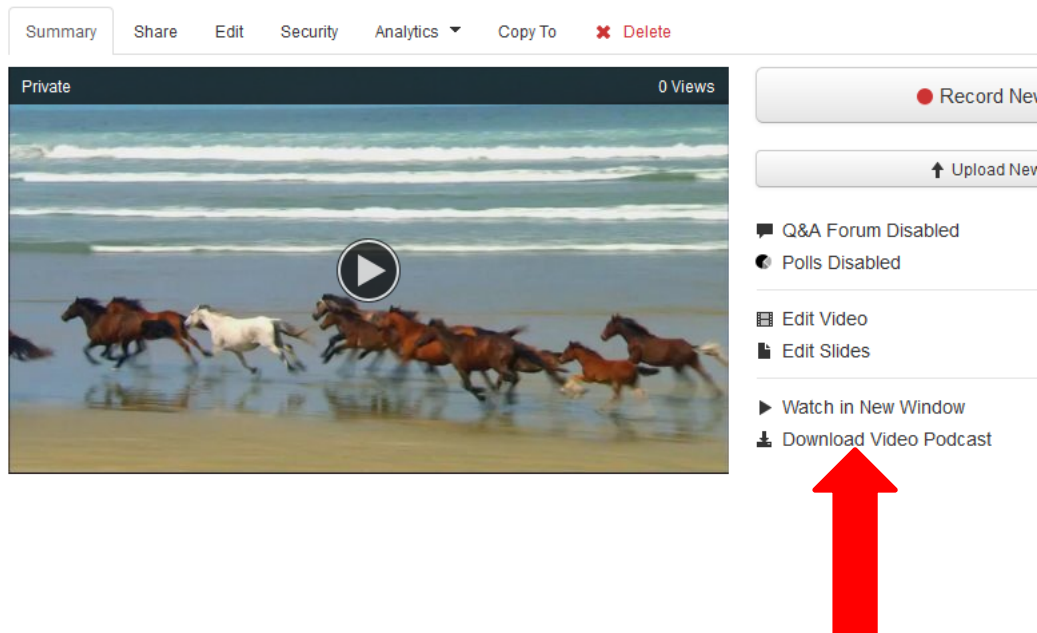 Summary Share Edit Security Analytics Copy To Delete
Private 0 Views
Record New
Upload New
Q&A Forum Disabled
Polls Disabled
Edit Video
Edit Slides
Watch in New Window
Download Video Podcast